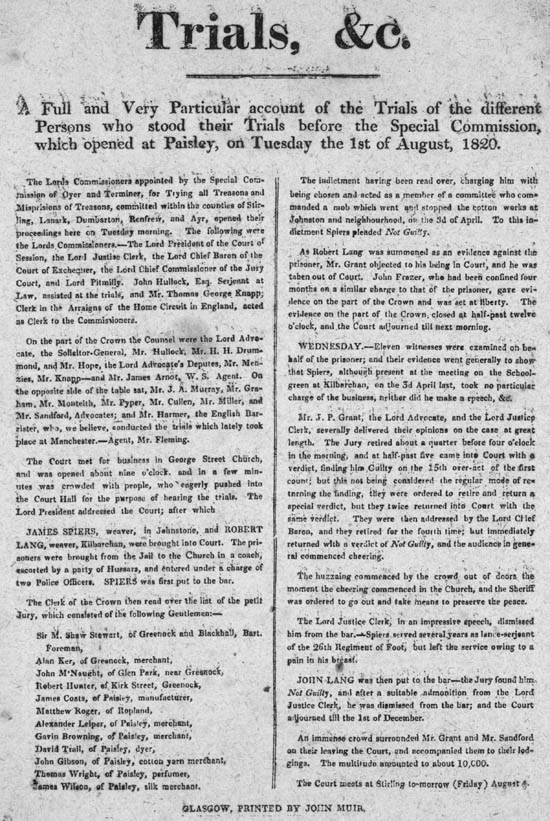 Trials, &c.
A Full and Very Particular account of the Trials of the different
Persons who stood their Trials before the Special Commission,
which opened at Paisley, on Tuesday the 1st of August, 1820.
The Lords Commissioners appointed by the Special Com-
mission of Oyer and Terminer, for Trying all Treasons and
Misprisions of Treasons, committed within the counties of Stir-
ling, Lanark, Dumbarton, Renfrew, and Ayr, opened their
proceedings here on Tuesday morning. The following were
the Lords Commissioners.—The Lord President of the Court of
Session, the Lord Justice Clerk, the Lord Chief Baron of the
Court of Exchequer, the Lord Chief Commissioner of the Jury
Court, and Lord Pitmilly. John Hullock, Esq. Serjeant at
Law, assisted at the trials, and Mr. Thomas George Knapp;
Clerk in the Arraigns of the Home Circuit in England, acted
as Clerk to the Commissioners.
On the part of the Crown the Counsel were the Lord Advo-
cate, the Solicitor-General, Mr. Hullock, Mr. H. H. Drum-
mond, and Mr. Hope, the Lord Advocate's Deputes, Mr. Men-
zies, Mr. Knapp—and Mr. James Arnot, W. S. Agent. On
the opposite side of the table sat, Mr. J. A. Murray, Mr. Gra-
ham, Mr. Monteith, Mr. Pyper, Mr. Cullen, Mr. Miller, and
Mr. Sandford, Advocates; and Mr. Harmer, the English Bar-
rister, who, we believe, conducted the trials which lately took
place at Manchester.—Agent, Mr. Fleming.
The Court met for business in George Street Church,
and was opened about nine o'clock. and in a few min-
utes was crowded with people, who eagerly pushed into
the Court Hall for the purpose of hearing the trials. The
Lord President addressed the Court; after which
JAMES SPIERS, weaver, in Johnstone, and ROBERT
LANG, weaver, Kilbarchan, were brought into Court. The pri-
soners were brought from the Jail to the Church in a coach,
escorted by a party of Hussars, and entered under a charge of
two Police Officers. SPIERS was first put to the bar.
The Clerk of the Crown then read over the list of the petit
Jury, which consisted of the following Gentlemen:—
Sir M. Shaw Stewart, of Greenock and Blackhall, Bart.
Foreman,
Alan Ker, of Greenock, merchant,
John M'Naught, of Glen Park, near Greenock,
Robert Hunter, of Kirk Street, Greenock,
James Coats, of Paisley, manufacturer,
Matthew Roger, of Ropland,
Alexander Leiper, of Paisley, merchant,
Gavin Browning, of Paisley, merchant,
David Trail, of Paisley, dyer,
John Gibson, of Paisley, cotton yarn merchant,
Thomas Wright, of Paisley, perfumer,
James Wilson, of Paisley, silk merchant.
The indictment having been read over, charging him with
being chosen and acted as a member of a committee who com-
manded a mob which went and stopped the cotton works at
Johnston and neighbourhood, on the 3d of April. To this in-
dictment Spiers pleaded Not Guilty.
As Robert Lang was summoned as an evidence against the
prisoner, Mr. Grant objected to his being in Court, and he was
taken out of Court. John Frazer, who had been confined four
months on a similar charge to that of the prisoner, gave evi-
dence on the part of the Crown and was set at liberty. The
evidence on the part of the Crown, closed at half-past twelve
o'clock, and the Court adjourned till next morning.
WEDNESDAY.—Eleven witnesses were examined on be-
half of the prisoner; and their evidence went generally to show
that Spiers, although present at the meeting on the School-
green at Kilbarchan, on the 3d April last, took no particular
charge of the business, neither did he make a speech, &c.
Mr. J. P. Grant, the Lord Advocate, and the Lord Justice
Clerk, severally delivered their opinions on the case at great
length. The Jury retired about a quarter before four o'clock
in the morning, and at half-past five came into Court with a
verdict, finding him Guilty on the 15th over-act of the first
count; but this not being considered the regular mode of re-
turning the finding, they were ordered to retire and return a
special verdict, but they twice returned into Court with the
same verdict. They were then addressed by the Lord Chief
Baron, and they retired for the fourth time; but immediately
returned with a verdict of Not Guilty, and the audience in gene-
ral commenced cheering.
The huzzaing commenced by the crowd out of doors the
moment the cheering commenced in the Church, and the Sheriff
was ordered to go out and take means to preserve the peace.
The Lord Justice Clerk, in an impressive speech, dismissed
him from the bar.—Spiers served several years as lance-serjeant
of the 26th Regiment of Foot, but left the service owing to a
pain in his breast.
JOHN LANG was then put to the bar—the Jury found him
Not Guilty, and after a suitable admonition from the Lord
Justice Clerk, he was dismissed from the bar; and the Court
adjourned till the 1st of December.
An immense crowd surrounded Mr. Grant and Mr. Sandford
on their leaving the Court, and accompanied them to their lod-
gings. The multitude amounted to about 10,000.
The Court meets at Stirling to-morrow (Friday) August 4.
GLASGOW, PRINTED BY JOHN MUIR.